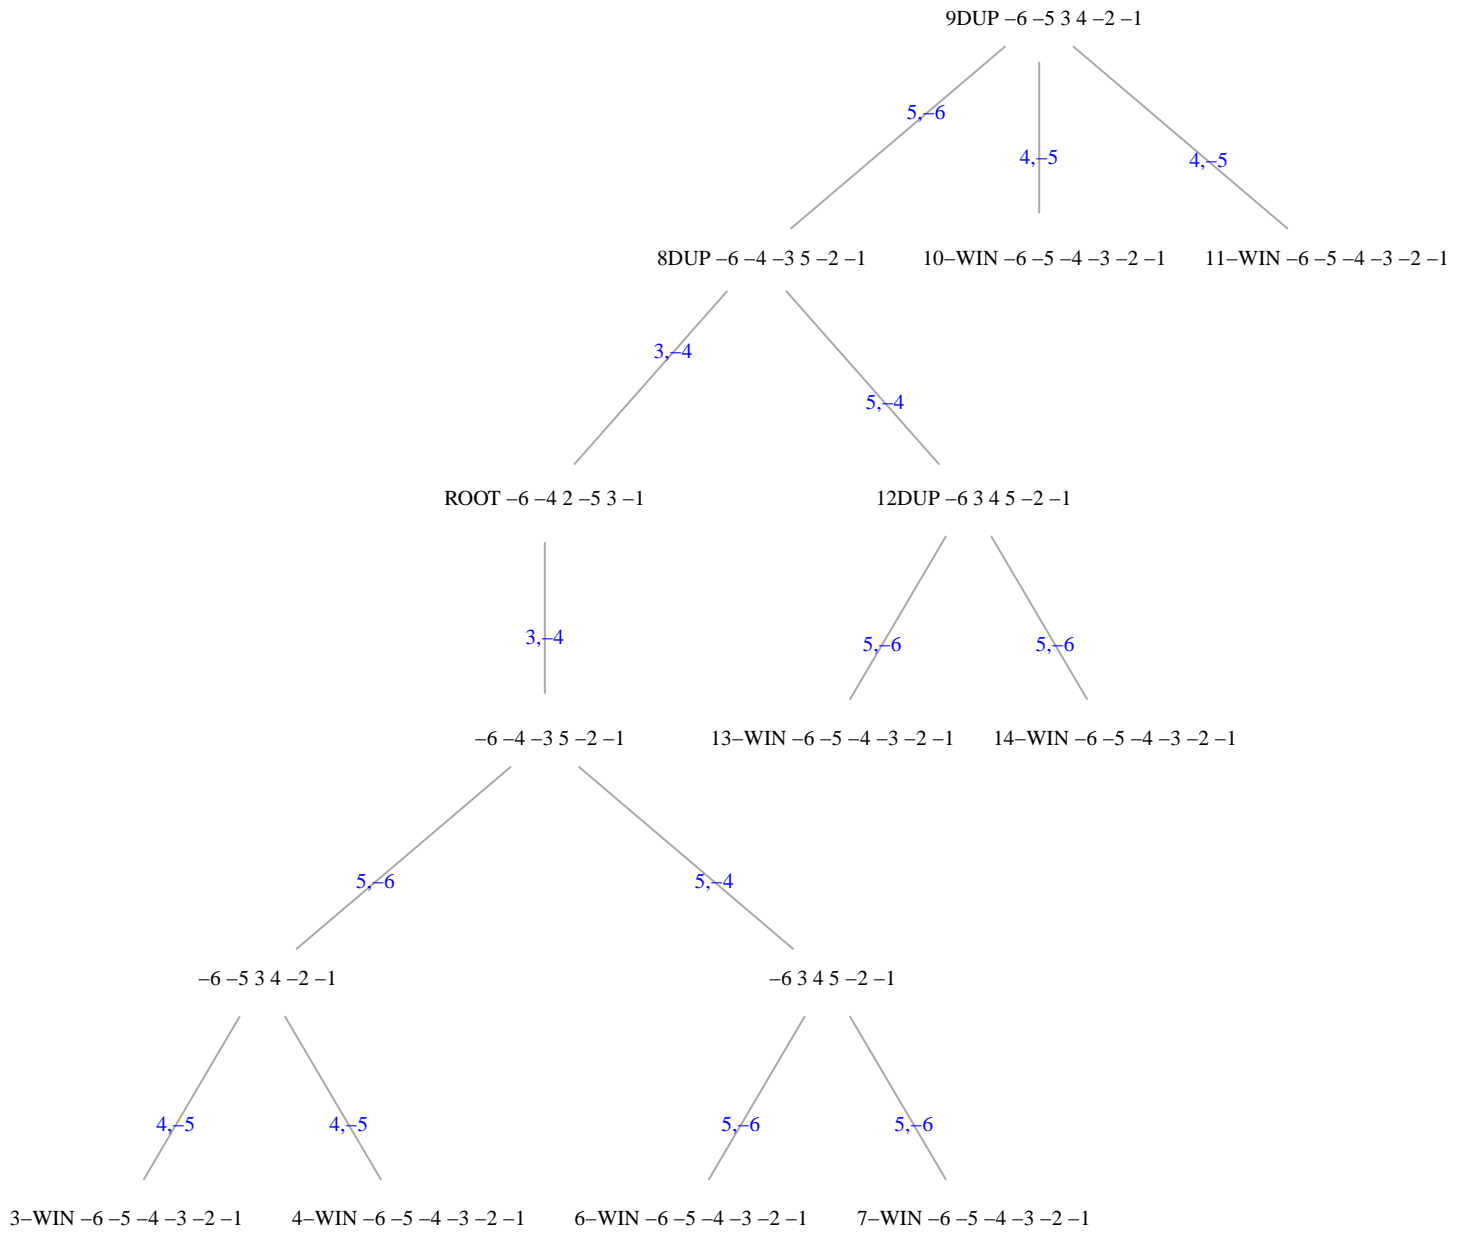 9DUP –6 –5 3 4 –2 –1
5,–6
4,–5
4,–5
8DUP –6 –4 –3 5 –2 –1
10–WIN –6 –5 –4 –3 –2 –1
11–WIN –6 –5 –4 –3 –2 –1
3,–4
5,–4
ROOT –6 –4 2 –5 3 –1
12DUP –6 3 4 5 –2 –1
3,–4
5,–6
5,–6
–6 –4 –3 5 –2 –1
13–WIN –6 –5 –4 –3 –2 –1
14–WIN –6 –5 –4 –3 –2 –1
5,–6
5,–4
–6 –5 3 4 –2 –1
–6 3 4 5 –2 –1
4,–5
4,–5
5,–6
5,–6
3–WIN –6 –5 –4 –3 –2 –1
4–WIN –6 –5 –4 –3 –2 –1
6–WIN –6 –5 –4 –3 –2 –1
7–WIN –6 –5 –4 –3 –2 –1